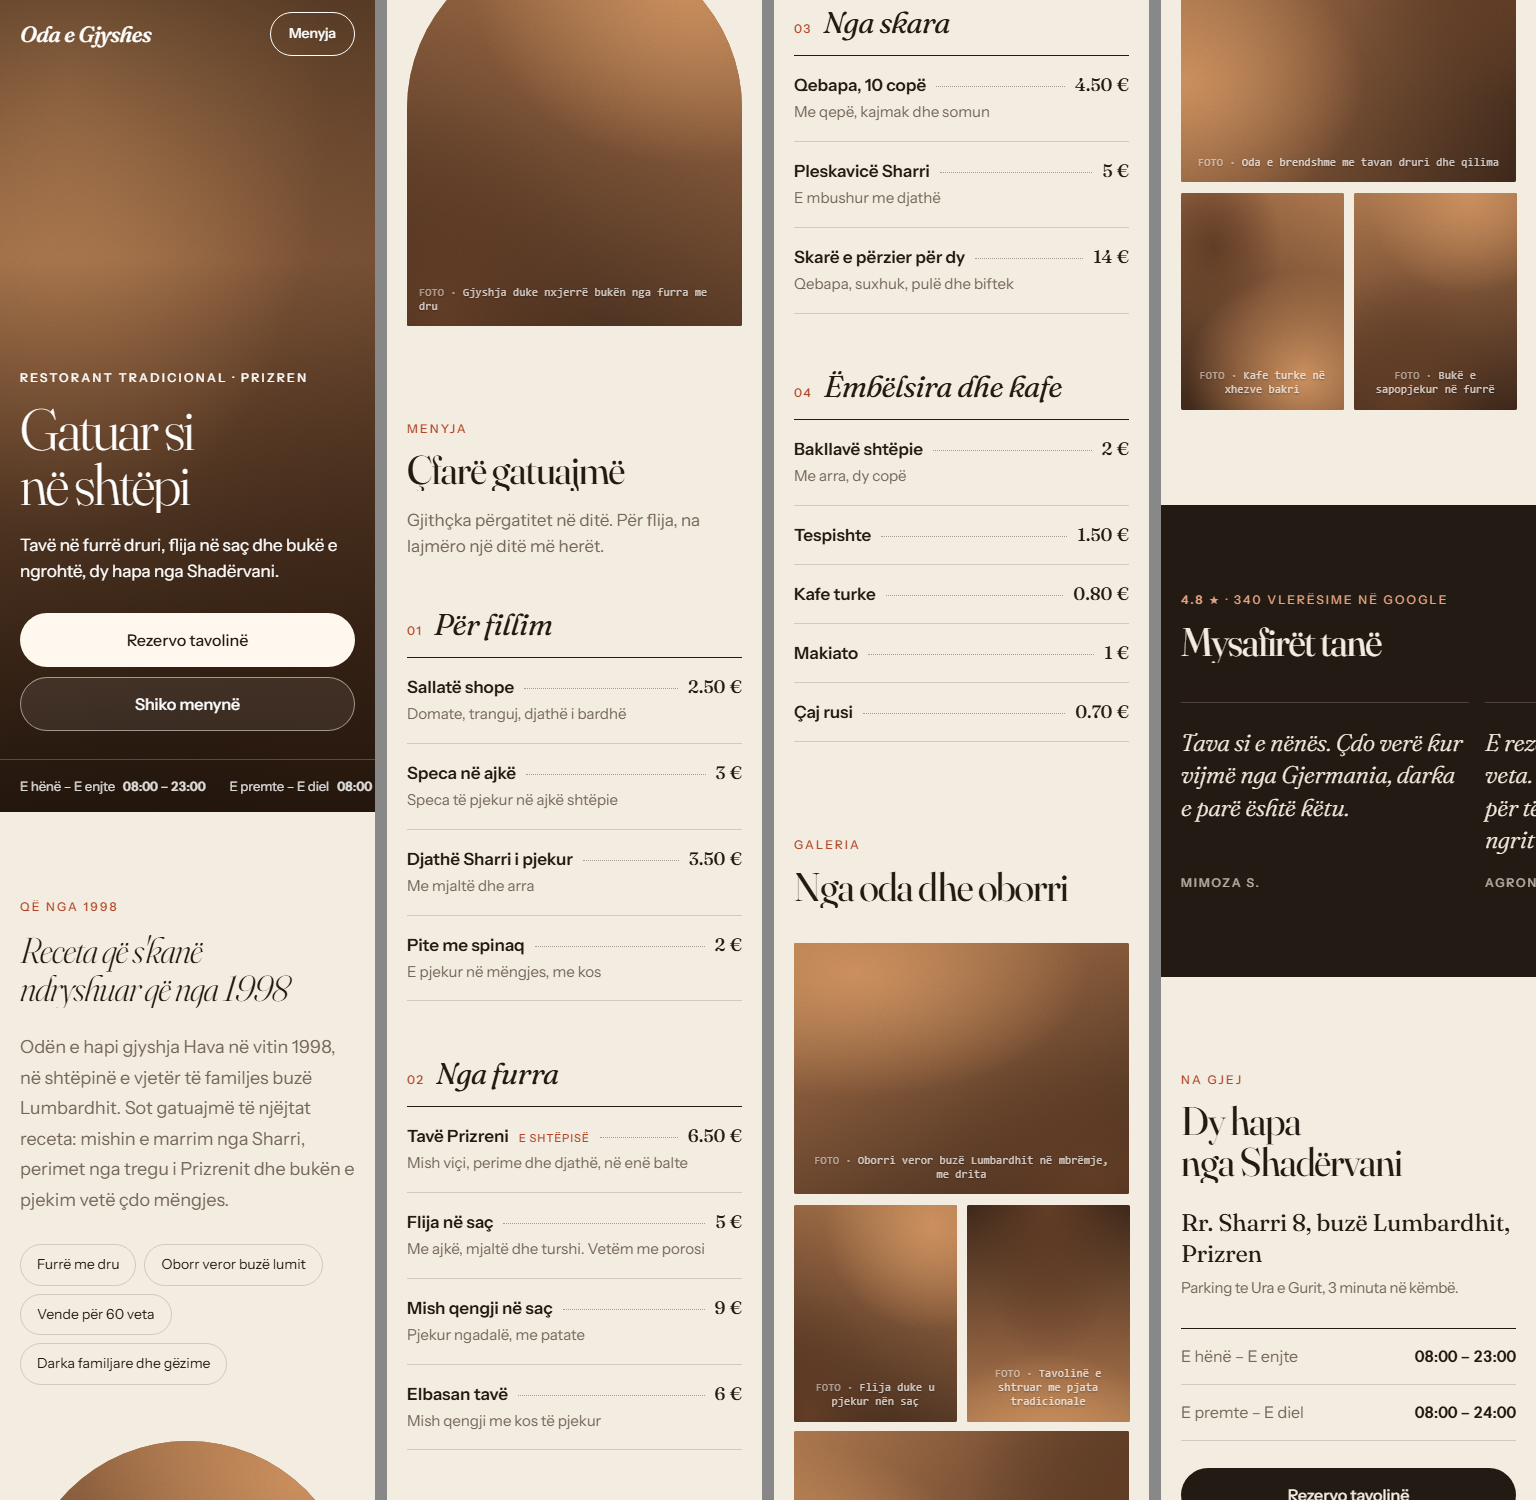 Oda e Gjyshes
Menyja
RESTORANT TRADICIONAL · PRIZREN
Gatuar si
në shtëpi
Tavë në furrë druri, flija në saç dhe bukë e
ngrohtë, dy hapa nga Shadërvani.
Rezervo tavolinë
Shiko menynë
E hënë – E enjte 08:00 – 23:00 E premte – E diel 08:00
QË NGA 1998
Receta që s'kanë
ndryshuar që nga 1998
Odën e hapi gjyshja Hava në vitin 1998,
në shtëpinë e vjetër të familjes buzë
Lumbardhit. Sot gatuajmë të njëjtat
receta: mishin e marrim nga Sharri,
perimet nga tregu i Prizrenit dhe bukën e
pjekim vetë çdo mëngjes.
Furrë me dru
Oborr veror buzë lumit
Vende për 60 veta
Darka familjare dhe gëzime
FOTO · Gjyshja duke nxjerrë bukën nga furra me
dru
MENYJA
Çfarë gatuajmë
Gjithçka përgatitet në ditë. Për flija, na
lajmëro një ditë më herët.
01 Për fillim
Sallatë shope 2.50 €
Domate, tranguj, djathë i bardhë
Speca në ajkë 3 €
Speca të pjekur në ajkë shtëpie
Djathë Sharri i pjekur 3.50 €
Me mjaltë dhe arra
Pite me spinaq 2 €
E pjekur në mëngjes, me kos
02 Nga furra
Tavë Prizreni E SHTËPISË 6.50 €
Mish viçi, perime dhe djathë, në enë balte
Flija në saç 5 €
Me ajkë, mjaltë dhe turshi. Vetëm me porosi
Mish qengji në saç 9 €
Pjekur ngadalë, me patate
Elbasan tavë 6 €
Mish qengji me kos të pjekur
03 Nga skara
Qebapa, 10 copë 4.50 €
Me qepë, kajmak dhe somun
Pleskavicë Sharri 5 €
E mbushur me djathë
Skarë e përzier për dy 14 €
Qebapa, suxhuk, pulë dhe biftek
04 Ëmbëlsira dhe kafe
Bakllavë shtëpie 2 €
Me arra, dy copë
Tespishte 1.50 €
Kafe turke 0.80 €
Makiato 1 €
Çaj rusi 0.70 €
GALERIA
Nga oda dhe oborri
FOTO · Oborri veror buzë Lumbardhit në mbrëmje,
me drita
FOTO · Flija duke u
pjekur nën saç
FOTO · Tavolinë e
shtruar me pjata
tradicionale
FOTO · Oda e brendshme me tavan druri dhe qilima
FOTO · Kafe turke në
xhezve bakri
FOTO · Bukë e
sapopjekur në furrë
4.8 ★ · 340 VLERËSIME NË GOOGLE
Mysafirët tanë
Tava si e nënës. Çdo verë kur
vijmë nga Gjermania, darka
e parë është këtu.
MIMOZA S.
E rez
veta.
për të
ngrit
AGRON
NA GJEJ
Dy hapa
nga Shadërvani
Rr. Sharri 8, buzë Lumbardhit,
Prizren
Parking te Ura e Gurit, 3 minuta në këmbë.
E hënë – E enjte 08:00 – 23:00
E premte – E diel 08:00 – 24:00
Rezervo tavolinë